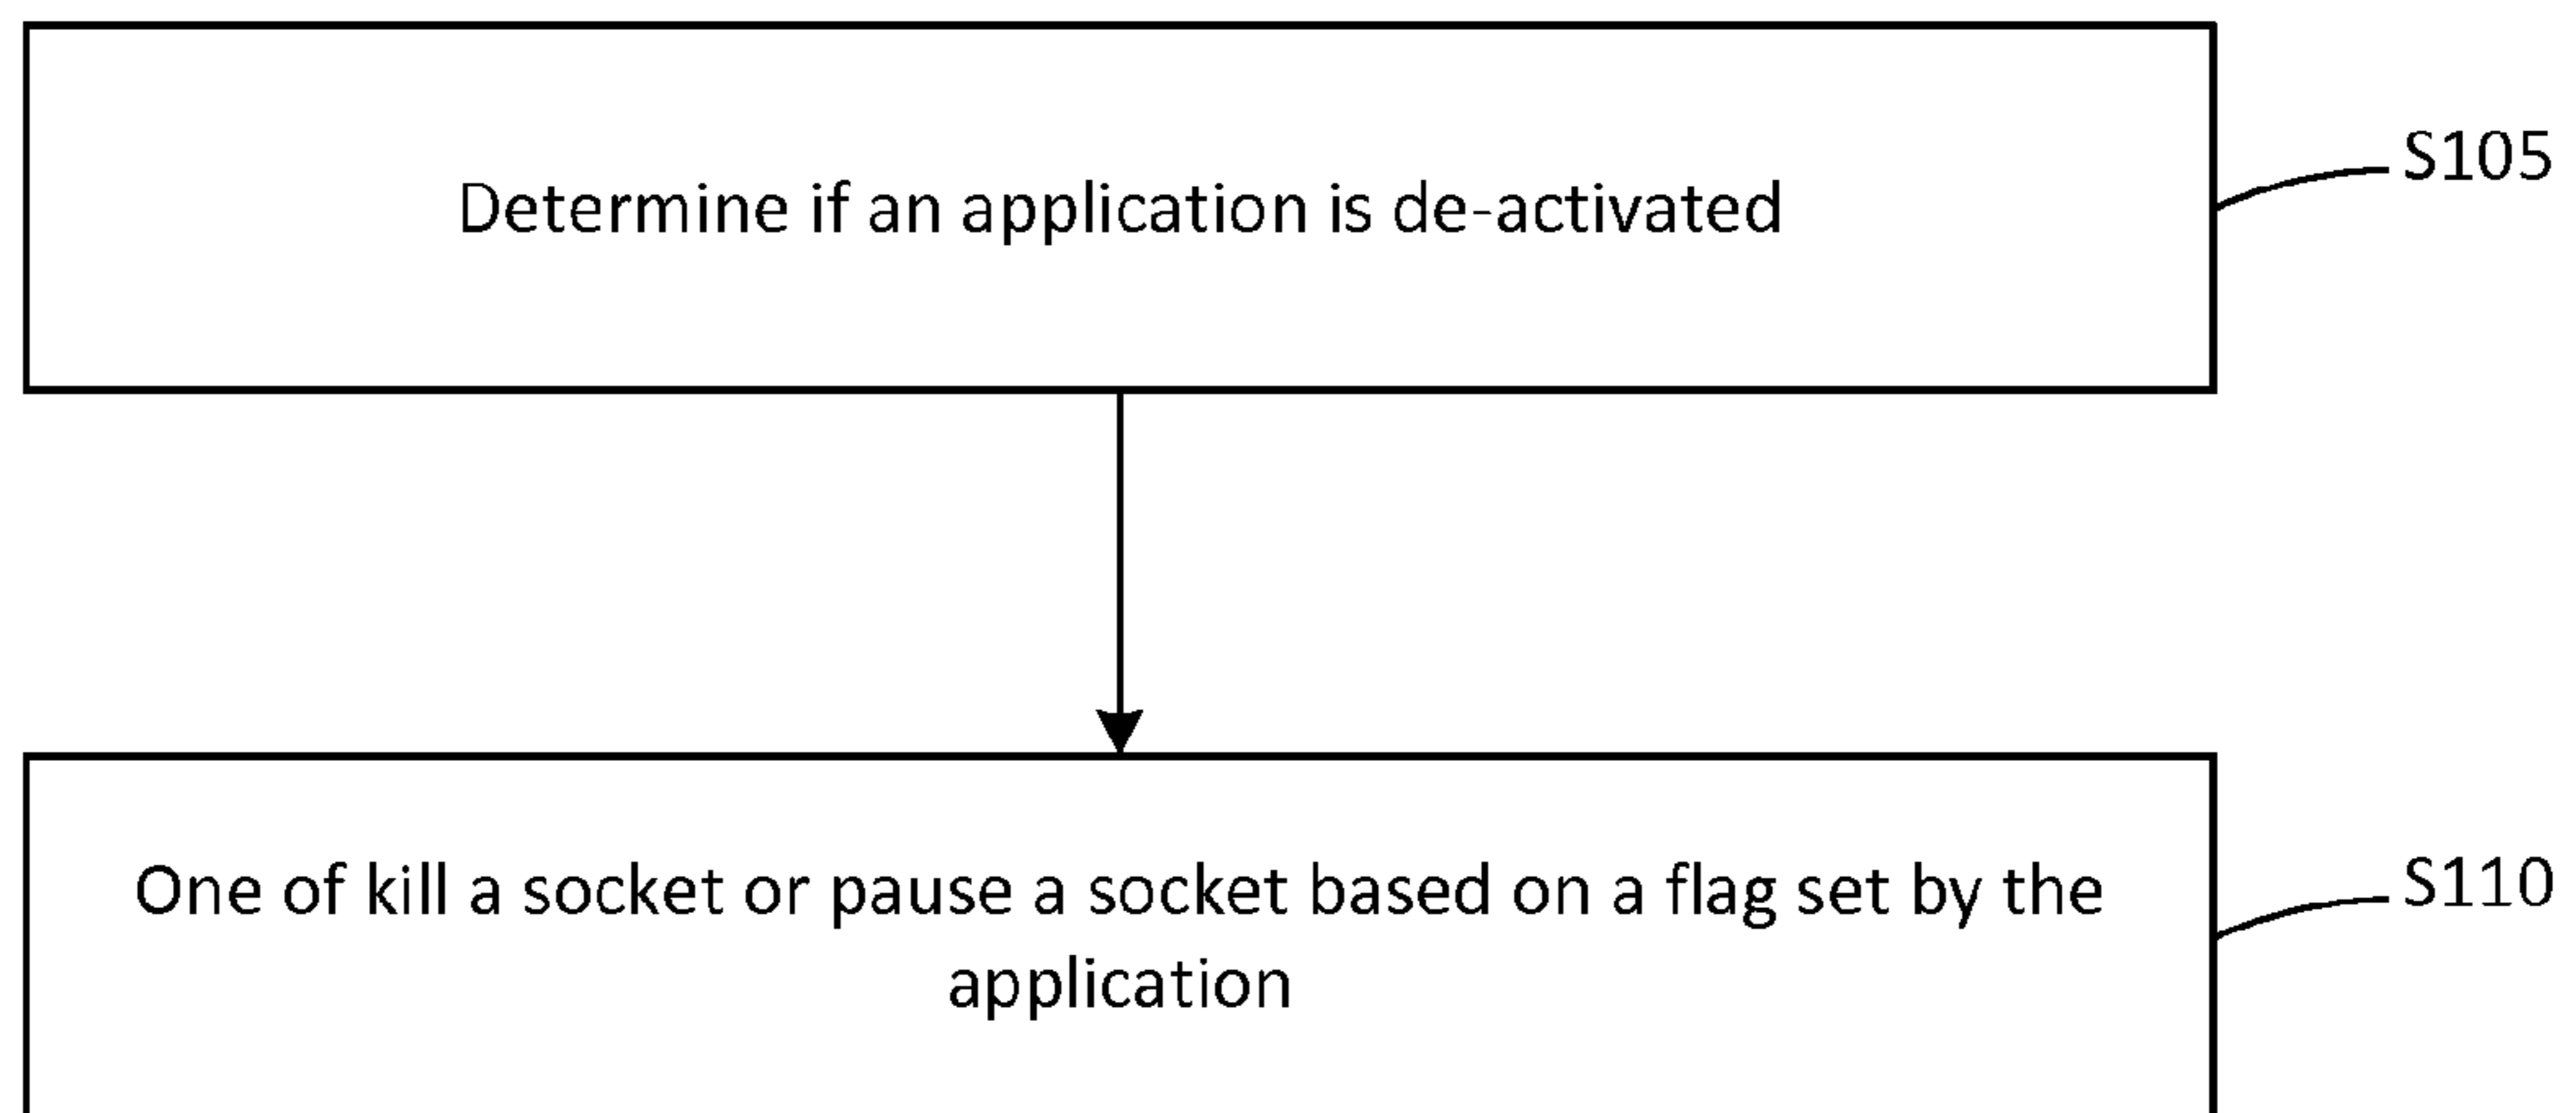 Determine if an application is de-activated
S105
One of kill a socket or pause a socket based on a flag set by the
application
S110